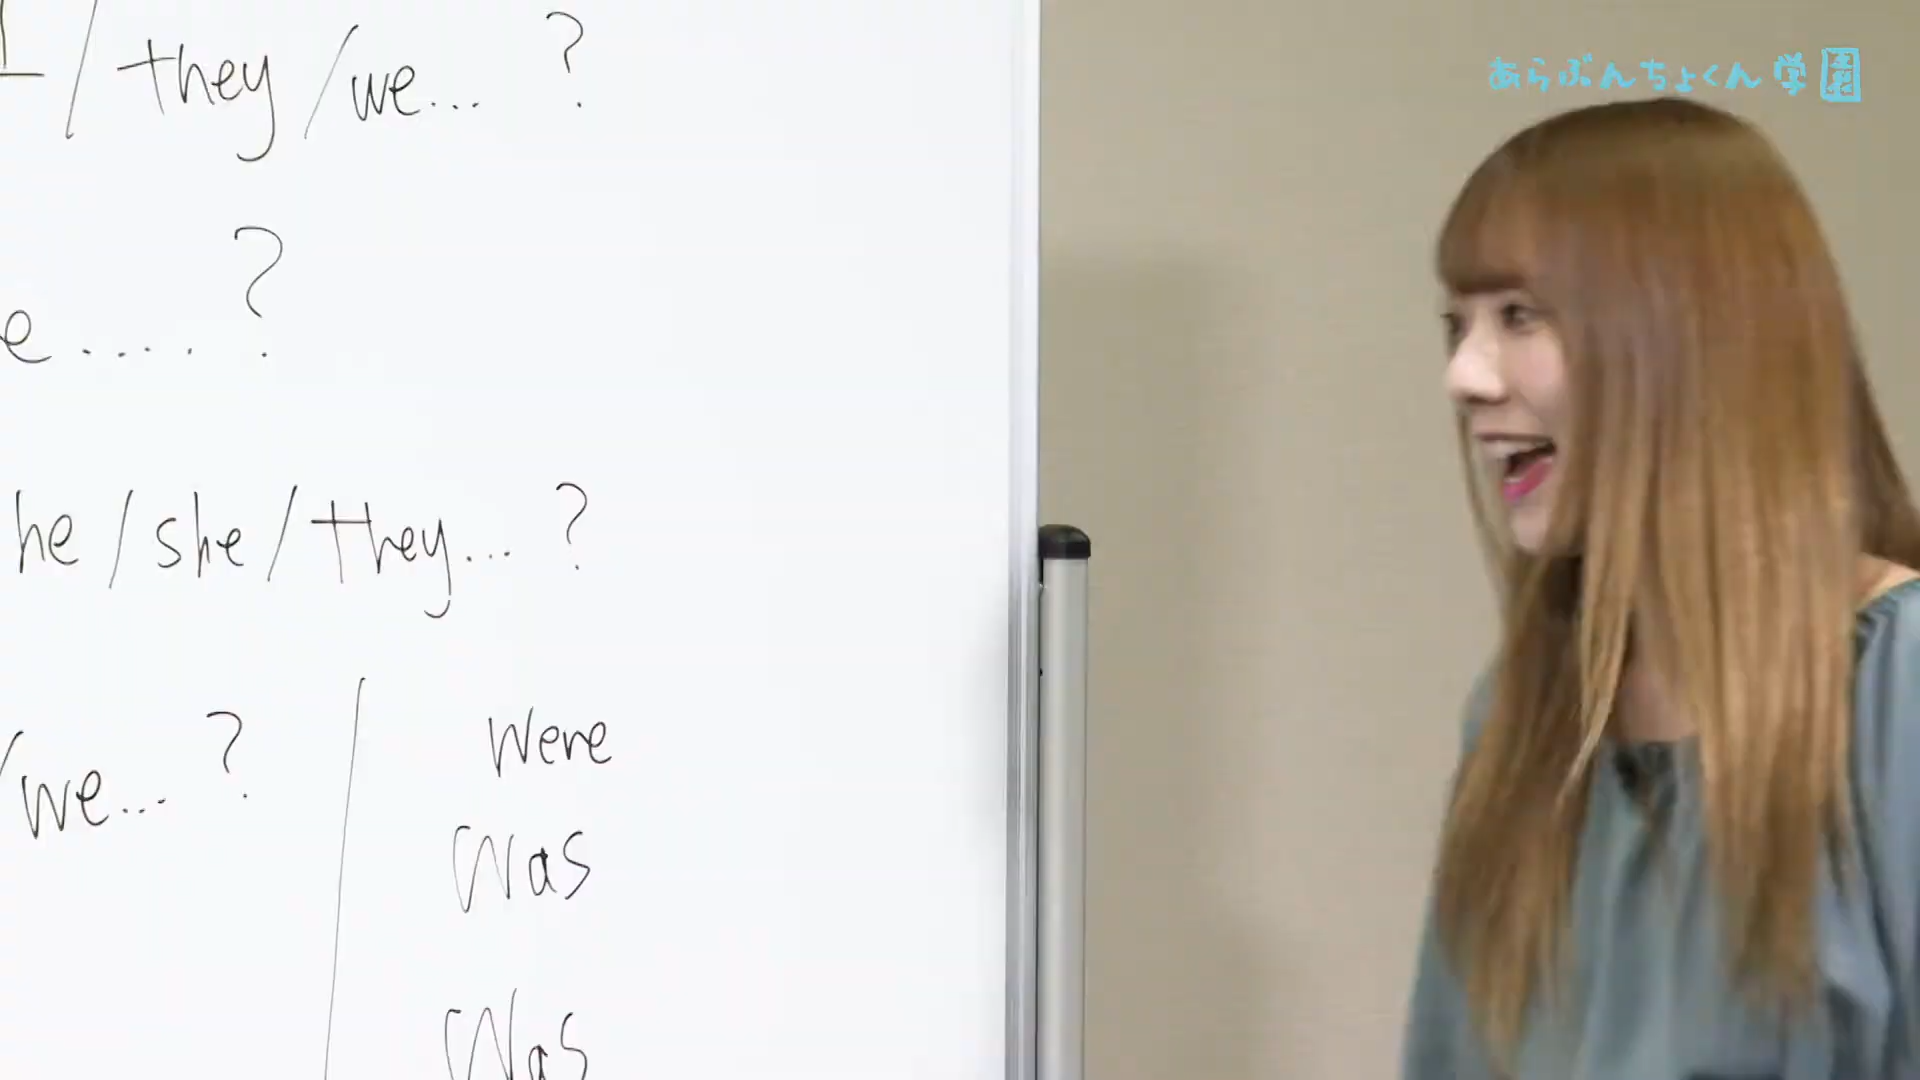 あらぶんちょくん学園
I/they/we... ?
e.....?
he/she/they... ?
/we... ?
Were
Was
Was